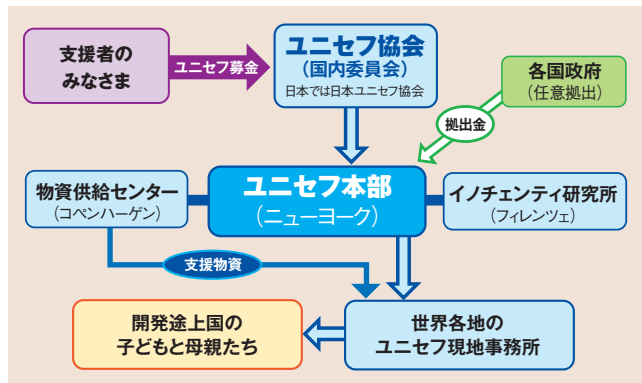 支援者の
みなさま
ユニセフ募金
ユニセフ協会
(国内委員会)
日本では日本ユニセフ協会
各国政府
(任意拠出)
拠出金
物資供給センター
(コペンハーゲン)
ユニセフ本部
(ニューヨーク)
イノチェンティ研究所
(フィレンツェ)
支援物資
開発途上国の
子どもと母親たち
世界各地の
ユニセフ現地事務所